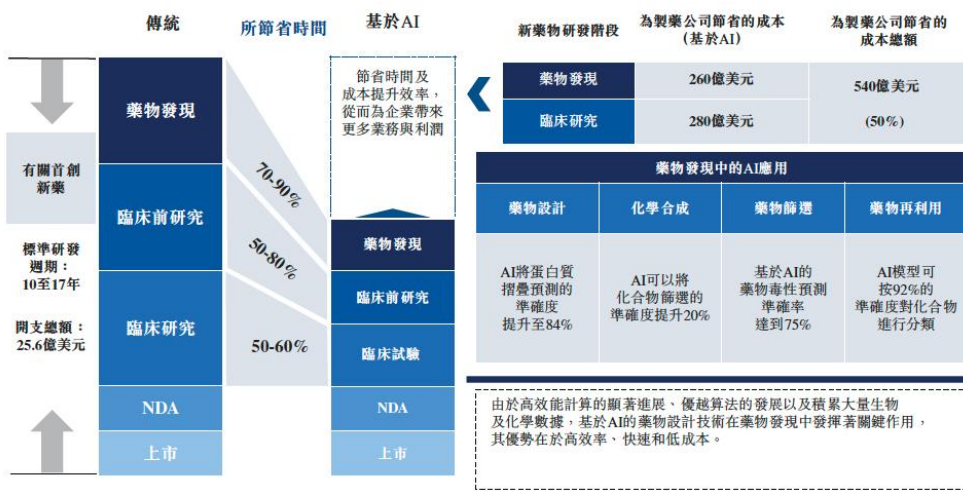 傳統
所節省時間
基於AI
藥物發現
臨床前研究
臨床研究
NDA
上市
有關首創
新藥
標準研發
週期：
10至17年
開支總額：
25.6億美元
70-90%
50-80%
50-60%
節省時間及
成本提升效率，
從而為企業帶來
更多業務與利潤
藥物發現
臨床前研究
臨床試驗
NDA
上市
新藥物研發階段
為製藥公司節省的成本
(基於AI)
為製藥公司節省的
成本總額
藥物發現
260億美元
540億美元
臨床研究
280億美元
(50%)
藥物發現中的AI應用
藥物設計
化學合成
藥物篩選
藥物再利用
AI將蛋白質
摺疊預測的
準確度
提升至84%
AI可以將
化合物篩選的
準確度提升20%
基於AI的
藥物毒性預測
準確率
達到75%
AI模型可
按92%的
準確度對化合物
進行分類
由於高效能計算的顯著進展、優越算法的發展以及積累大量生物
及化學數據，基於AI的藥物設計技術在藥物發現中發揮著關鍵作用，
其優勢在於高效率、快速和低成本。